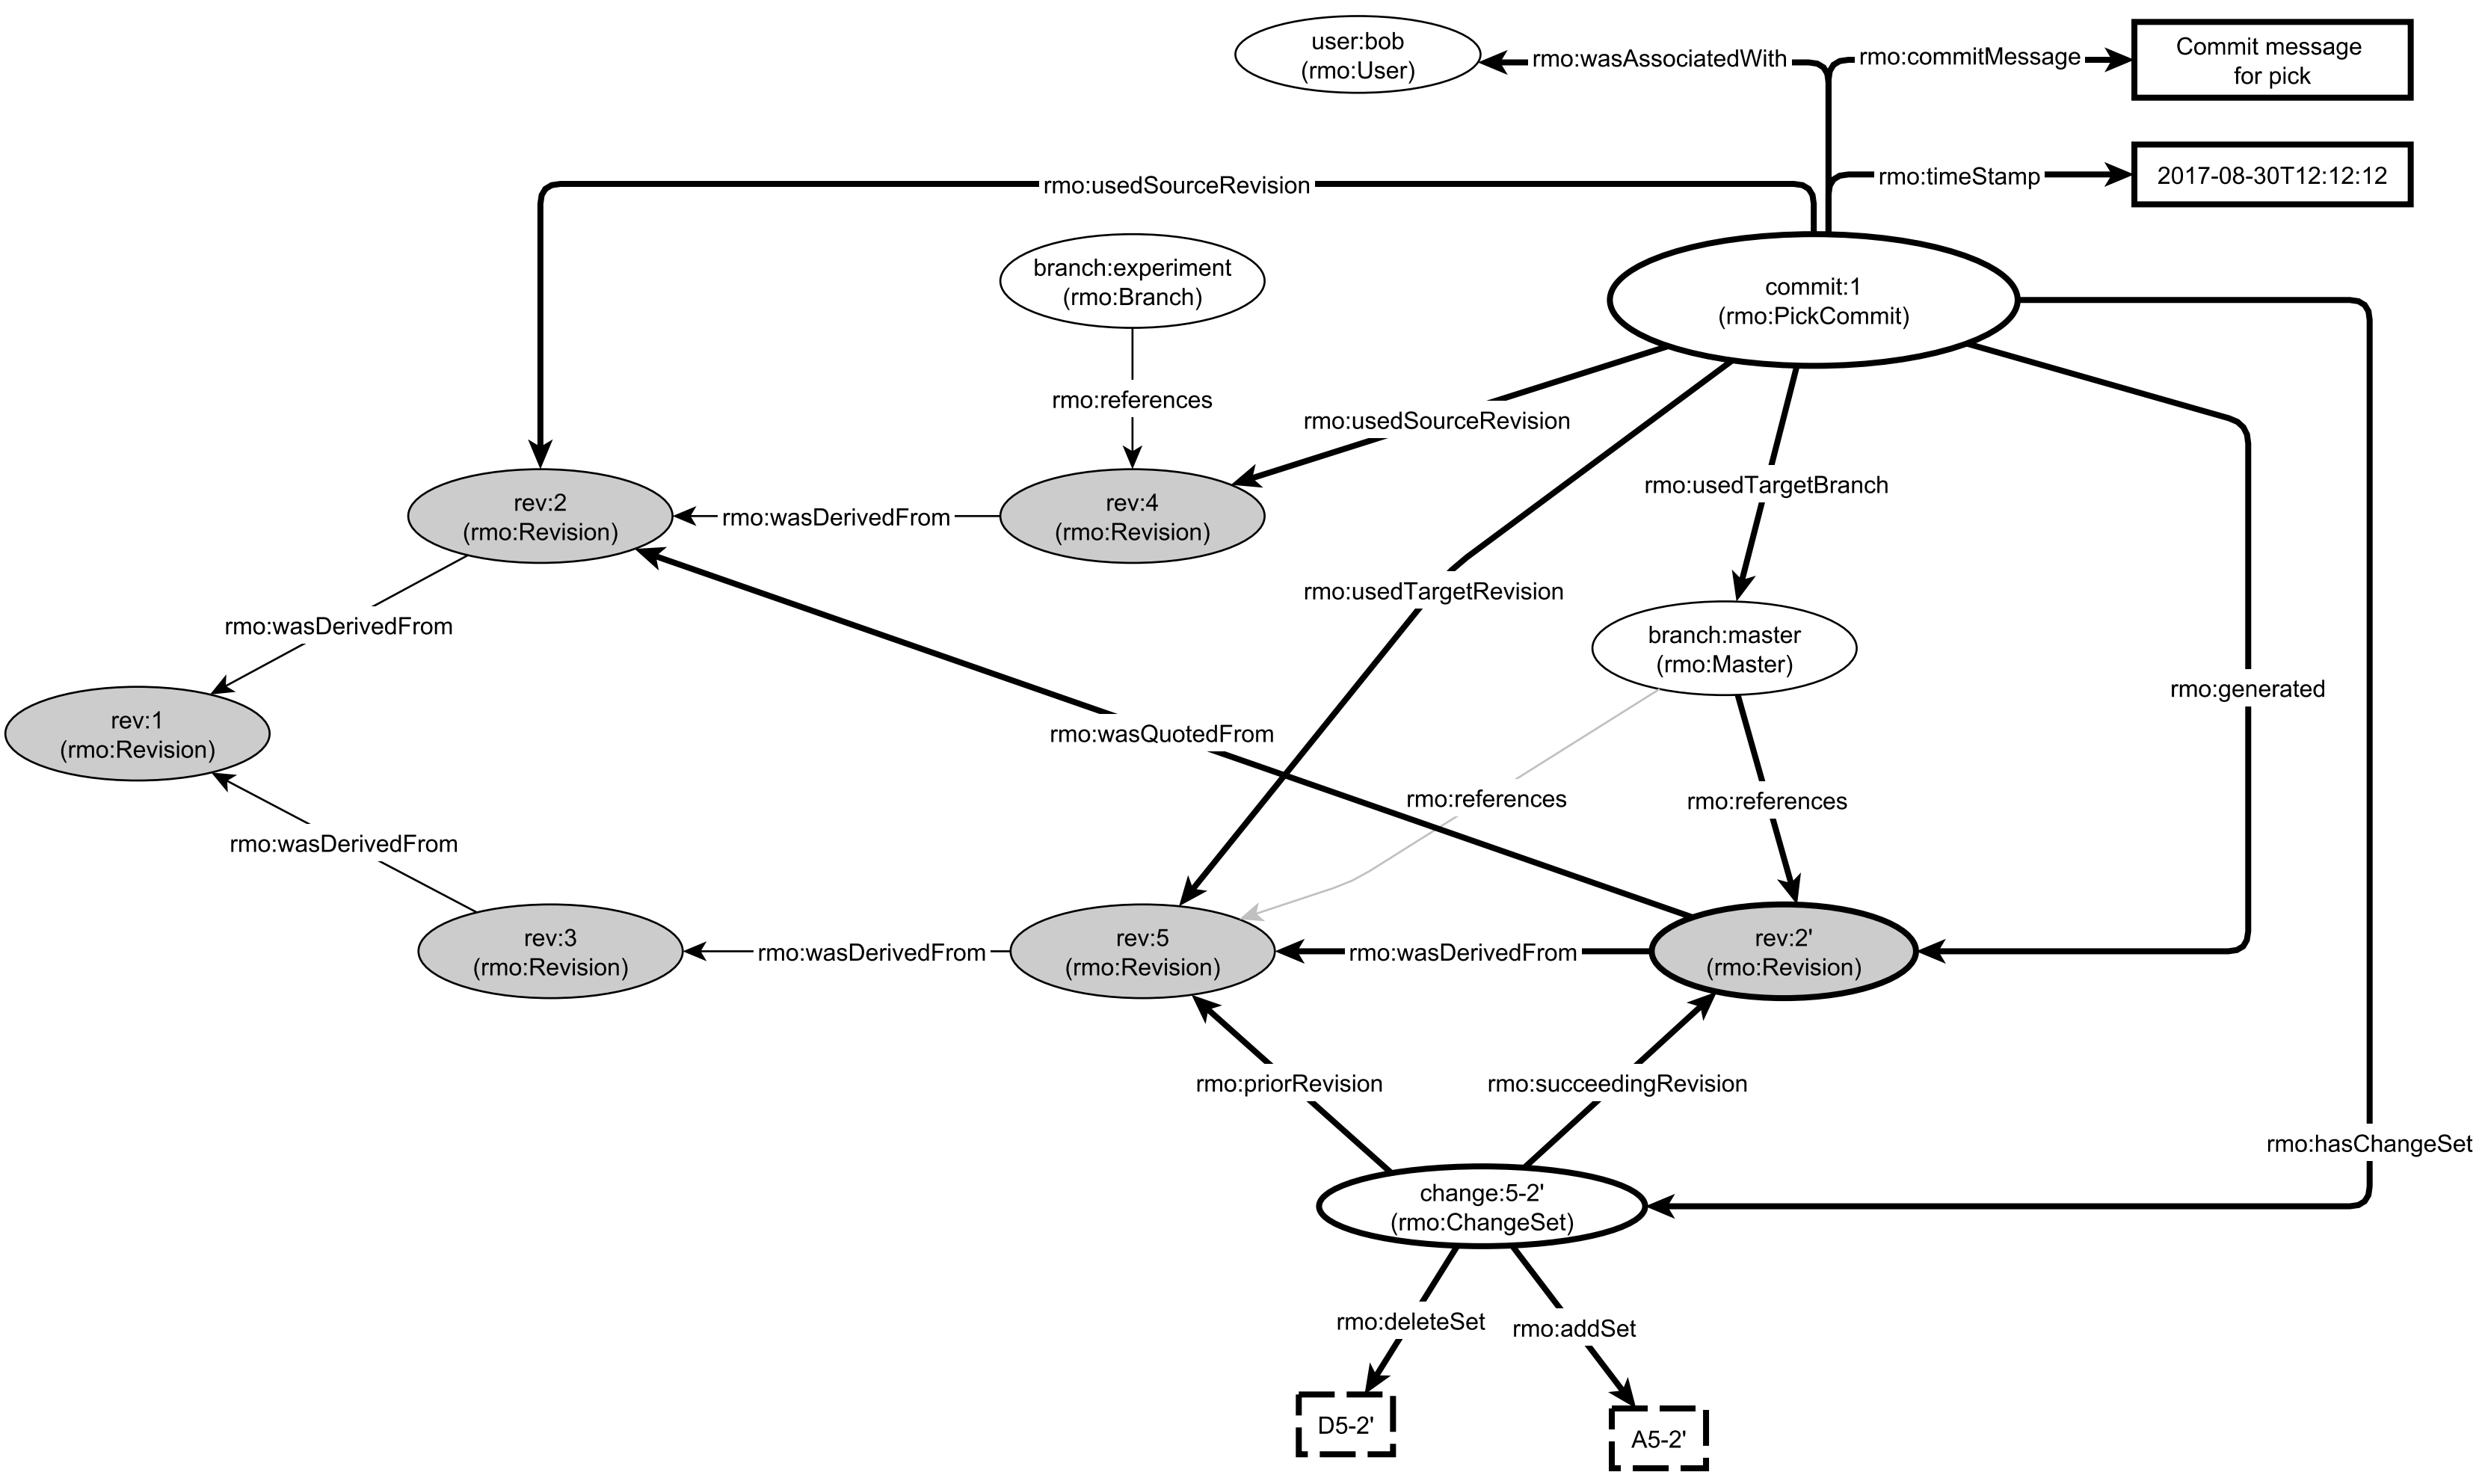 user:bob
(rmo:User)
rmo:wasAssociatedWith
rmo:commitMessage
Commit message
for pick
rmo:usedSourceRevision
rmo:timeStamp
2017-08-30T12:12:12
branch:experiment
(rmo:Branch)
commit:1
(rmo:PickCommit)
rmo:references
rmo:usedSourceRevision
rmo:usedTargetBranch
rev:2
(rmo:Revision)
rmo:wasDerivedFrom
rev:4
(rmo:Revision)
rmo:usedTargetRevision
rmo:wasDerivedFrom
branch:master
(rmo:Master)
rmo:generated
rev:1
(rmo:Revision)
rmo:wasQuotedFrom
rmo:references
rmo:references
rmo:wasDerivedFrom
rev:3
(rmo:Revision)
rmo:wasDerivedFrom
rev:5
(rmo:Revision)
rmo:wasDerivedFrom
rev:2'
(rmo:Revision)
rmo:priorRevision
rmo:succeedingRevision
rmo:hasChangeSet
change:5-2'
(rmo:ChangeSet)
rmo:deleteSet
rmo:addSet
D5-2'
A5-2'